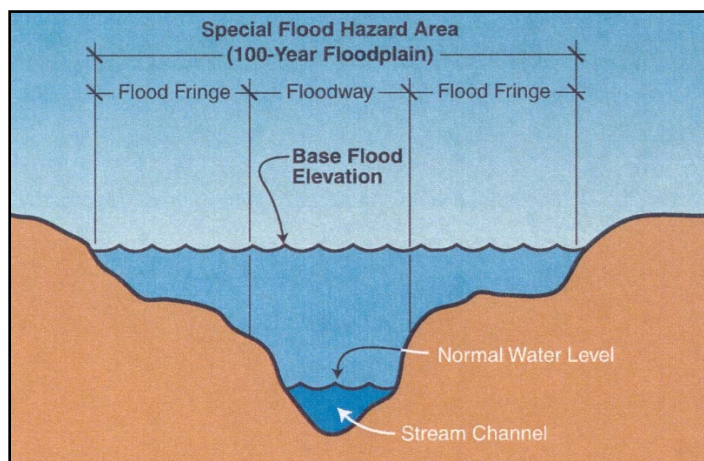 Special Flood Hazard Area
(100-Year Floodplain)
Flood Fringe
Floodway
Flood Fringe
Base Flood
Elevation
Normal Water Level
Stream Channel